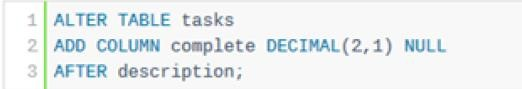 1 ALTER TABLE tasks
2 ADD COLUMN complete DECIMAL(2,1) NULL
3 AFTER description;